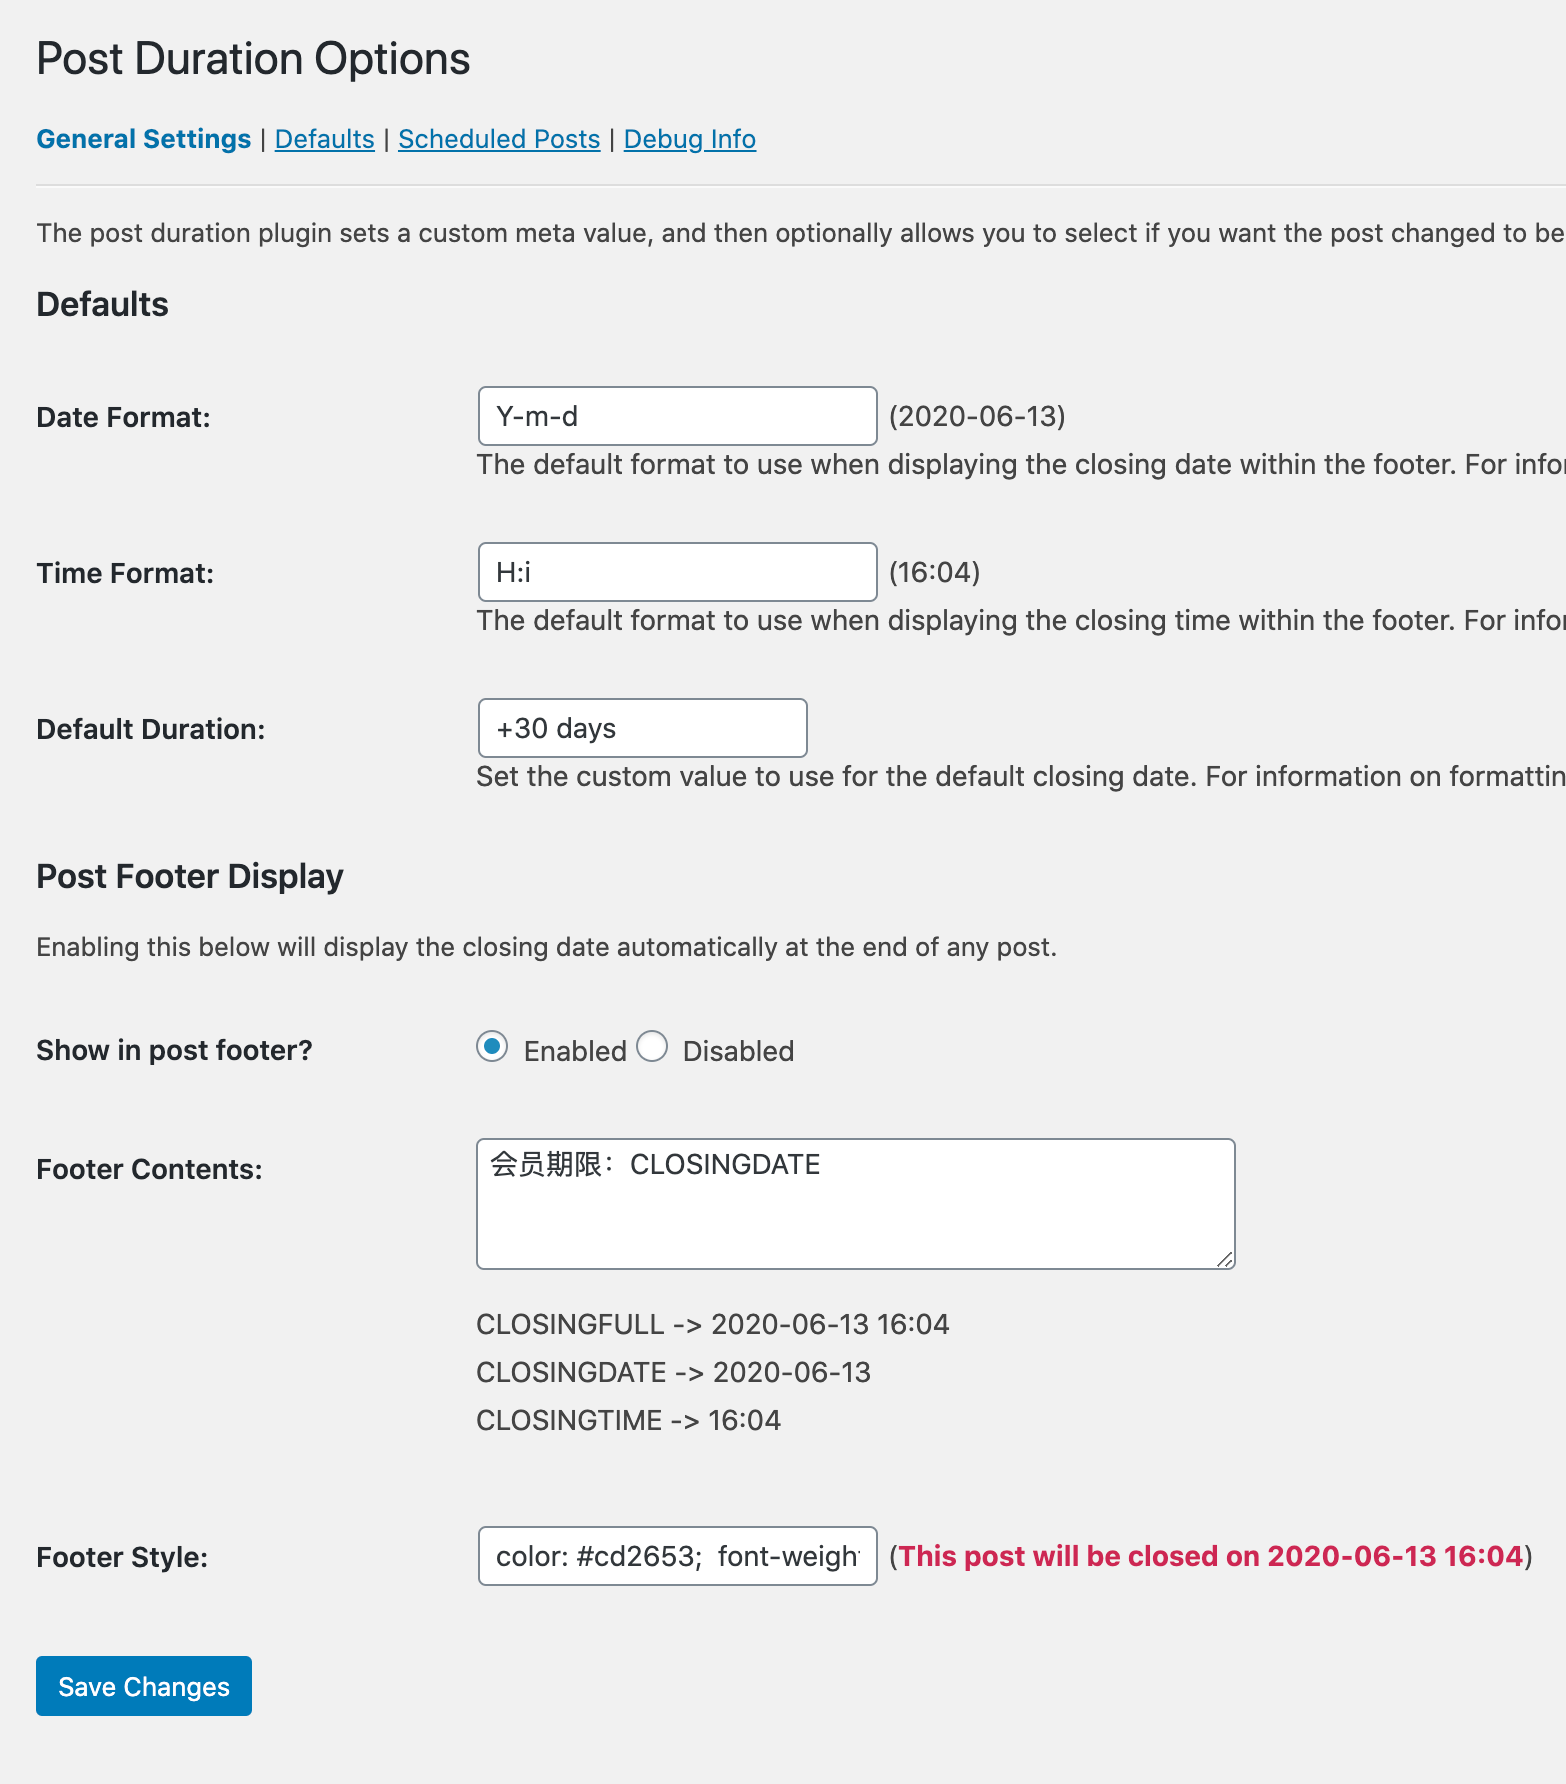 Post Duration Options
General Settings | Defaults | Scheduled Posts | Debug Info
The post duration plugin sets a custom meta value, and then optionally allows you to select if you want the post changed to be
Defaults
Date Format:
Y-m-d (2020-06-13)
The default format to use when displaying the closing date within the footer. For
Time Format:
H:i (16:04)
The default format to use when displaying the closing time within the footer. For
Default Duration:
+30 days
Set the custom value to use for the default closing date. For information on
Post Footer Display
Enabling this below will display the closing date automatically at the end of any post.
Show in post footer?
Enabled Disabled
Footer Contents:
会员期限：CLOSINGDATE
CLOSINGFULL -> 2020-06-13 16:04
CLOSINGDATE -> 2020-06-13
CLOSINGTIME -> 16:04
Footer Style:
color: #cd2653; font-weight (This post will be closed on 2020-06-13 16:04)
Save Changes